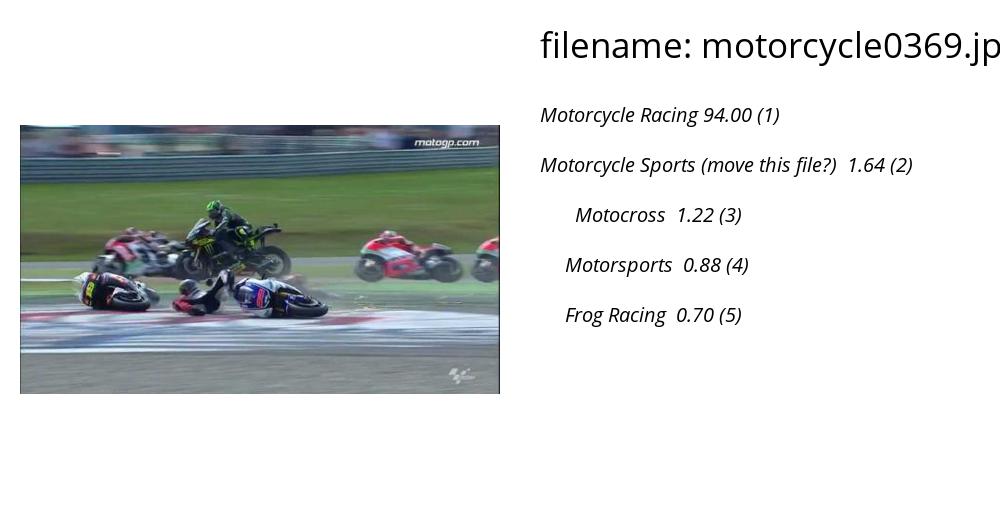 filename: motorcycle0369.jp
motogp.com
Motorcycle Racing 94.00 (1)
Motorcycle Sports (move this file?) 1.64 (2)
Motocross 1.22 (3)
Motorsports 0.88 (4)
Frog Racing 0.70 (5)